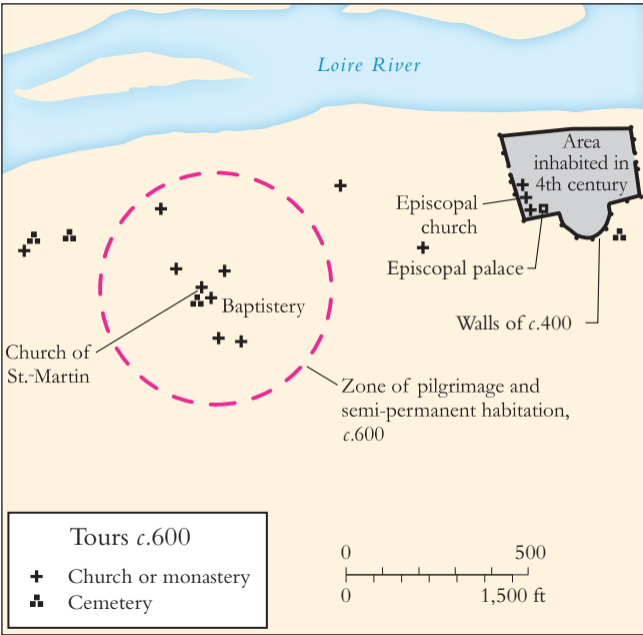 Loire River
Area
inhabited in
4th century
Episcopal
church
Episcopal palace
Walls of c.400
Baptistery
Church of
St.-Martin
Zone of pilgrimage and
semi-permanent habitation,
c.600
Tours c.600
Church or monastery
Cemetery
0 500
0 1,500 ft